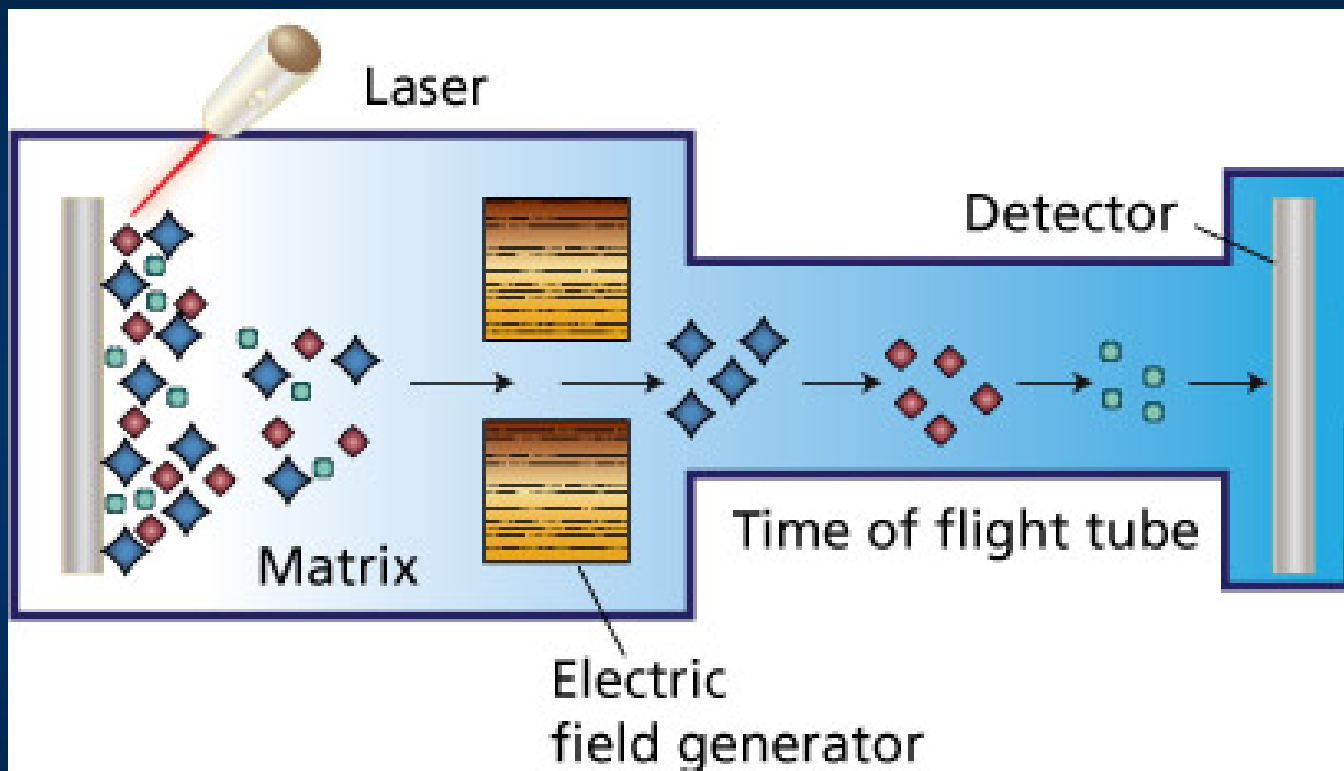 Laser
Detector
Time of flight tube
Matrix
Electric
field generator